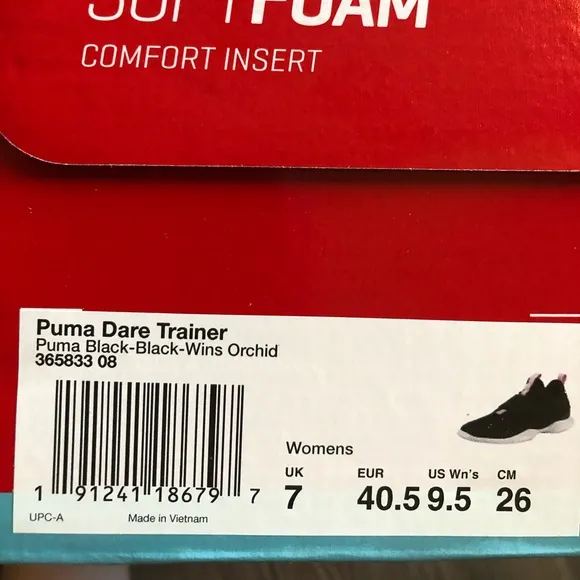 SOFTFOAM
COMFORT INSERT
Puma Dare Trainer
Puma Black-Black-Wins Orchid
365833 08
1 91241 18679 7
UPC-A Made in Vietnam
Womens
UK EUR US Wn's CM
7 40.5 9.5 26